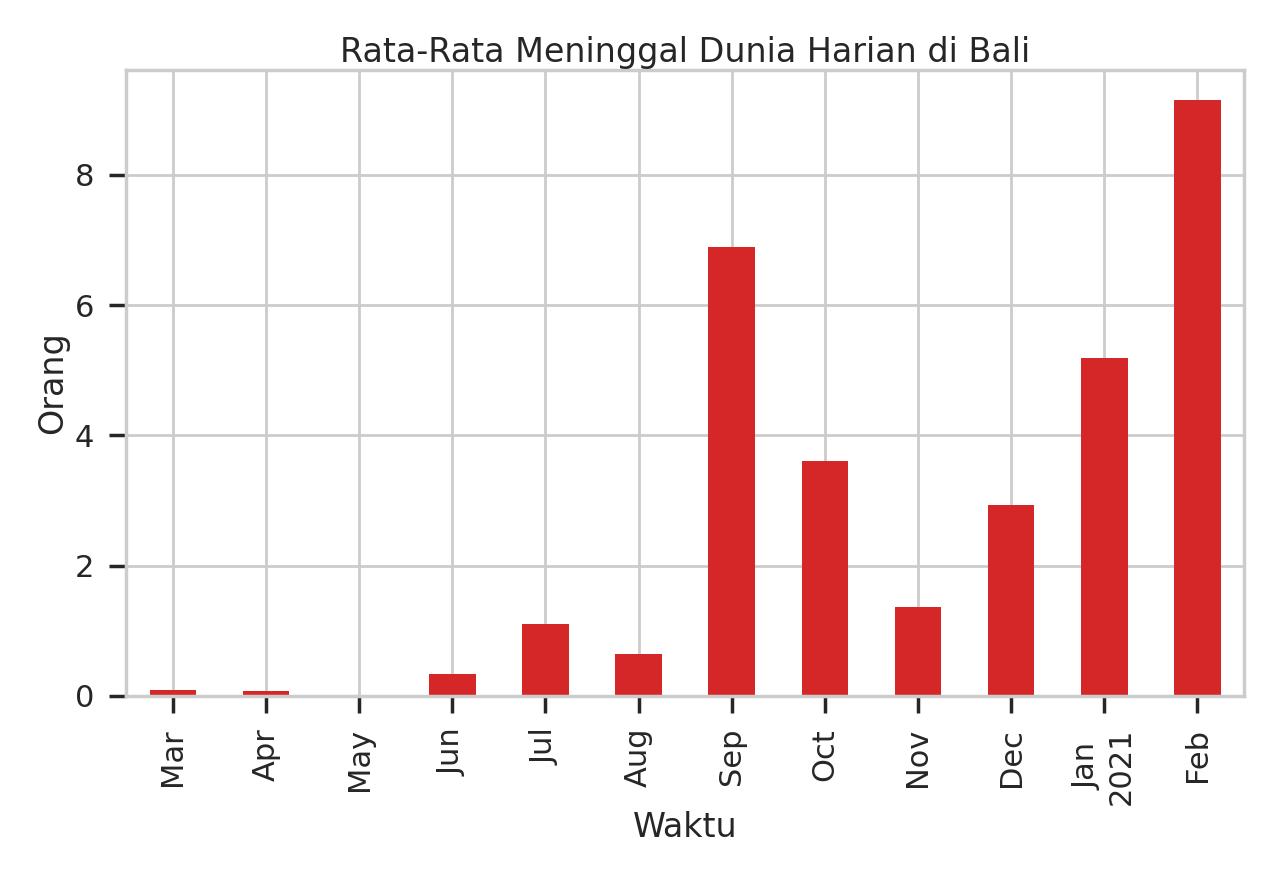 Rata-Rata Meninggal Dunia Harian di Bali
8
6
4
2
0
Orang
Mar
Apr
May
Jun
Jul
Aug
Sep
Oct
Nov
Dec
Jan
2021
Feb
Waktu